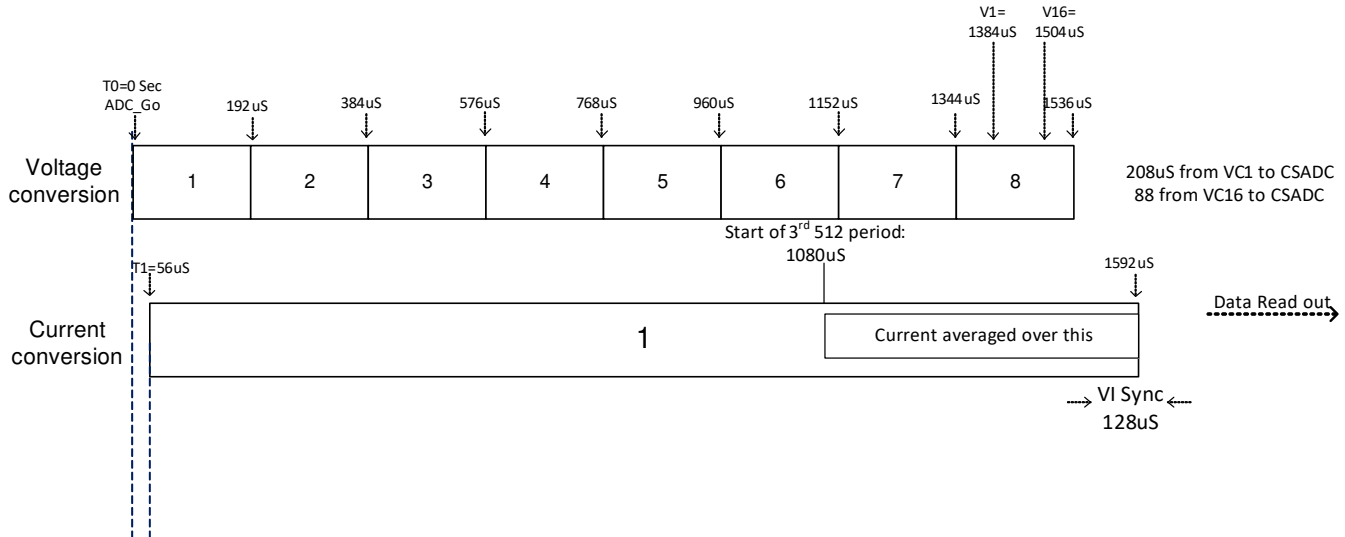 V1=
1384uS
V16=
1504uS
T0=0 Sec
ADC_Go
192uS
384uS
576uS
768uS
960uS
1152uS
1344uS
1536uS
Voltage
conversion
1
2
3
4
5
6
7
8
208uS from VC1 to CSADC
88 from VC16 to CSADC
Start of 3rd 512 period:
1080uS
T1=56uS
1592uS
Current
conversion
1
Current averaged over this
Data Read out
VI Sync
128uS